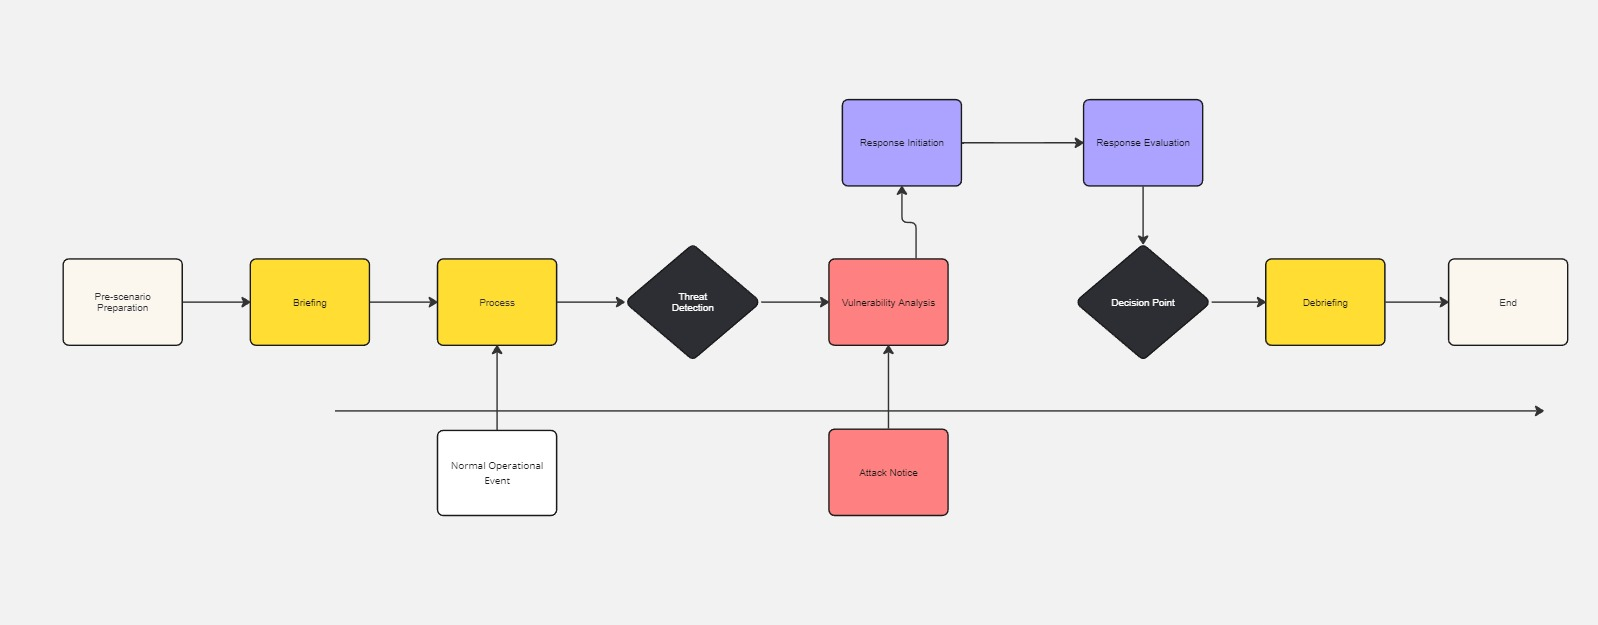 Response Initiation
Response Evaluation
Pre-scenario
Preparation
Briefing
Process
Threat
Detection
Vulnerability Analysis
Decision Point
Debriefing
End
Normal Operational
Event
Attack Notice